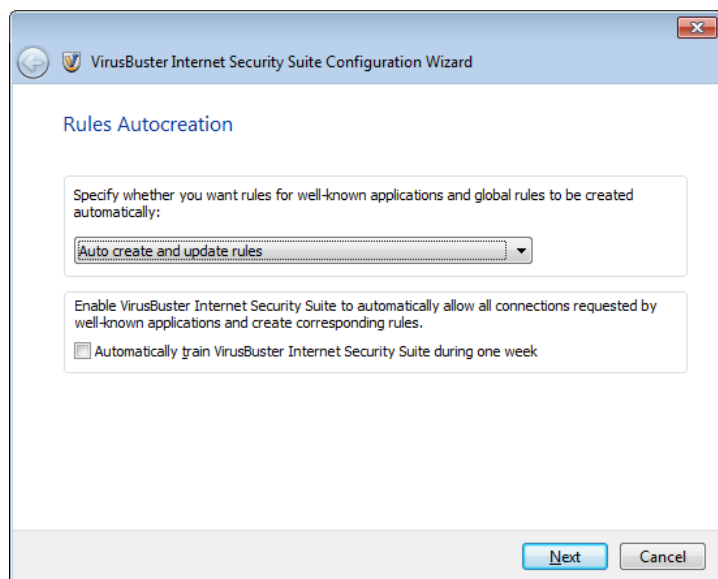 VirusBuster Internet Security Suite Configuration Wizard
Rules Autocreation
Specify whether you want rules for well-known applications and global rules to be created
automatically:
Auto create and update rules
Enable VirusBuster Internet Security Suite to automatically allow all connections requested by
well-known applications and create corresponding rules.
Automatically train VirusBuster Internet Security Suite during one week
Next
Cancel